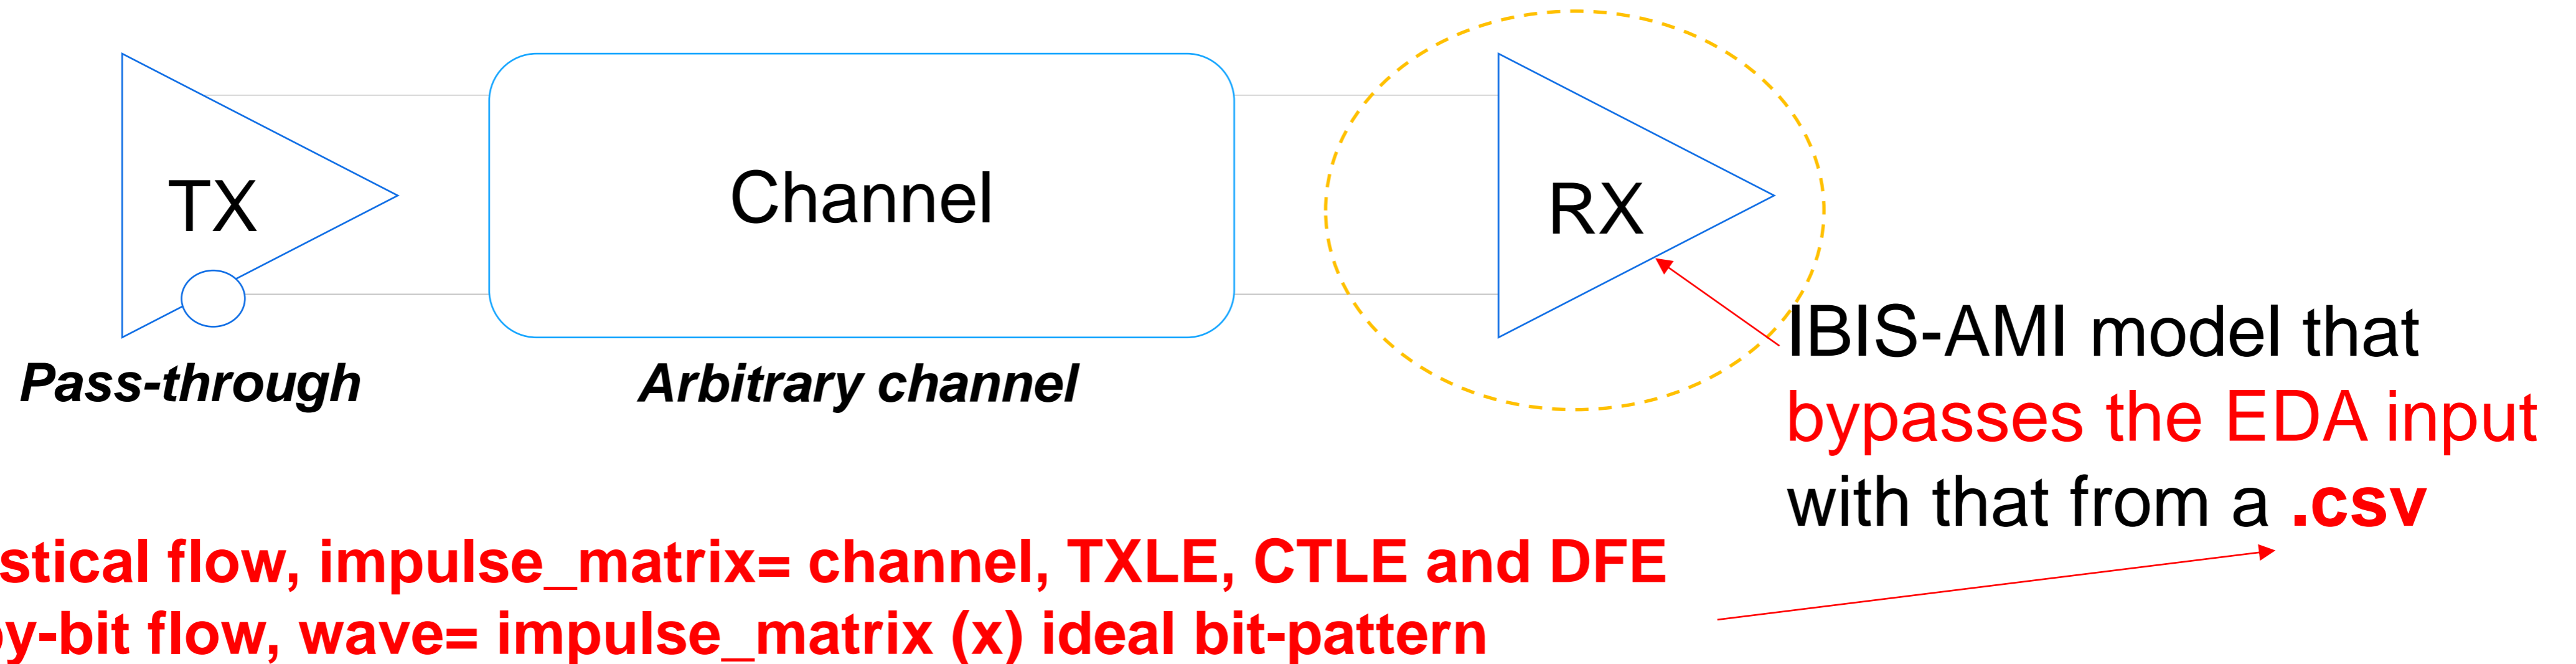 TX
Channel
RX
Pass-through
Arbitrary channel
IBIS-AMI model that
bypasses the EDA input
with that from a .csv
stical flow, impulse_matrix= channel, TXLE, CTLE and DFE
by-bit flow, wave= impulse_matrix (x) ideal bit-pattern